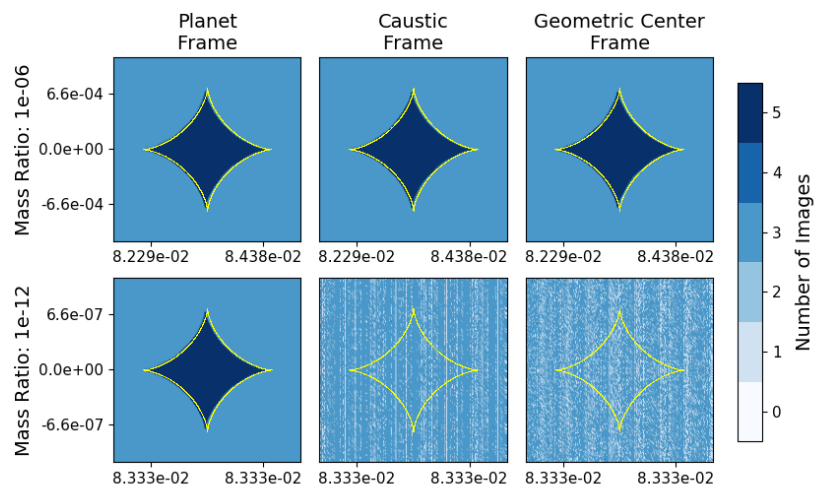 Planet
Frame
Caustic
Frame
Geometric Center
Frame
Mass Ratio: 1e-06
6.6e-04
0.0e+00
-6.6e-04
8.229e-02 8.438e-02
8.229e-02 8.438e-02
8.229e-02 8.438e-02
Mass Ratio: 1e-12
6.6e-07
0.0e+00
-6.6e-07
8.333e-02 8.333e-02
8.333e-02 8.333e-02
8.333e-02 8.333e-02
5
4
3
2
1
0
Number of Images